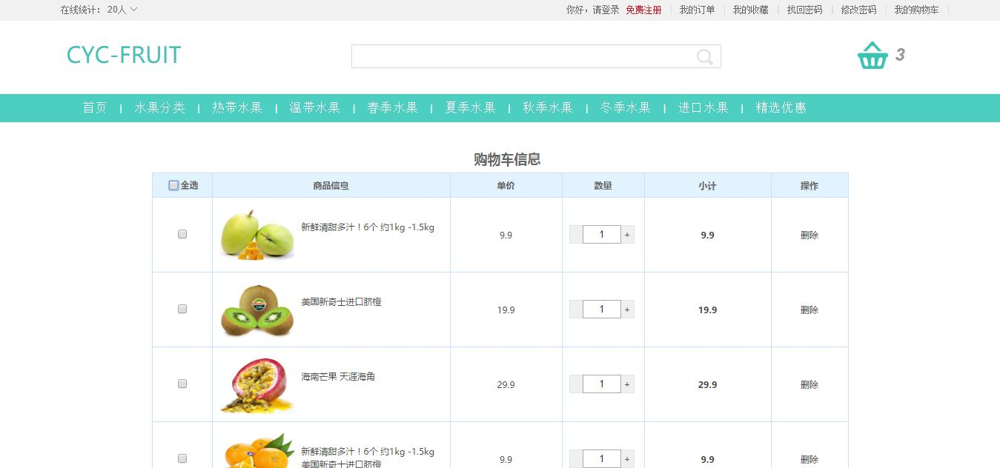 在线统计： 20人
你好，请登录 免费注册 我的订单 我的收藏 找回密码 修改密码 我的购物车
CYC-FRUIT
3
首页 | 水果分类 | 热带水果 | 温带水果 | 春季水果 | 夏季水果 | 秋季水果 | 冬季水果 | 进口水果 | 精选优惠
购物车信息
全选 商品信息 单价 数量 小计 操作
新鲜清甜多汁！6个 约1kg -1.5kg
9.9 1 + 9.9 删除
美国新奇士进口脐橙
19.9 1 + 19.9 删除
海南芒果 天涯海角
29.9 1 + 29.9 删除
新鲜清甜多汁！6个 约1kg -1.5kg
美国新奇士进口脐橙
9.9 1 + 9.9 删除